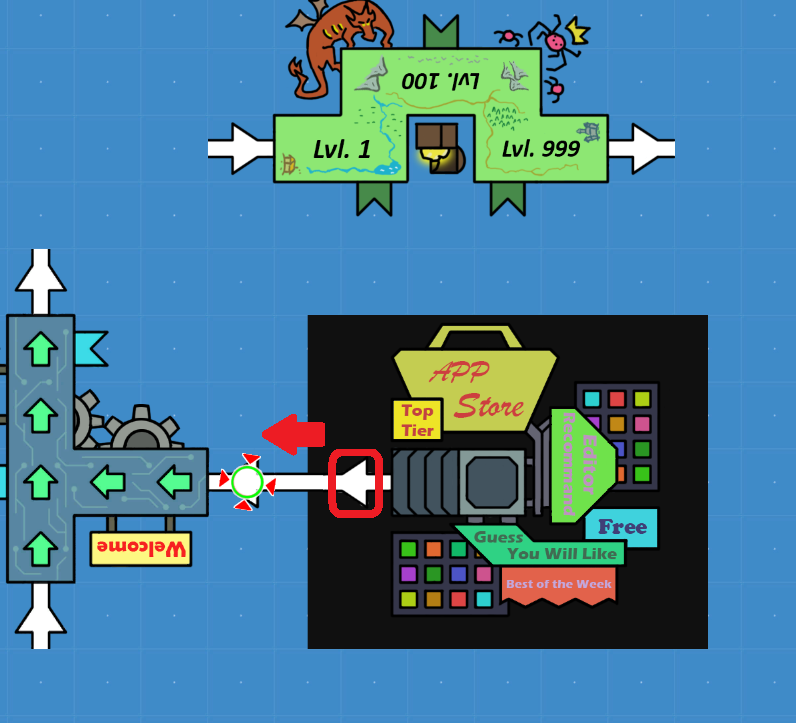 Lvl. 100
Lvl. 1
Lvl. 999
APP
Store
Top
Tier
Editor
Recommand
Free
Guess
You Will Like
Welcome
Best of the Week